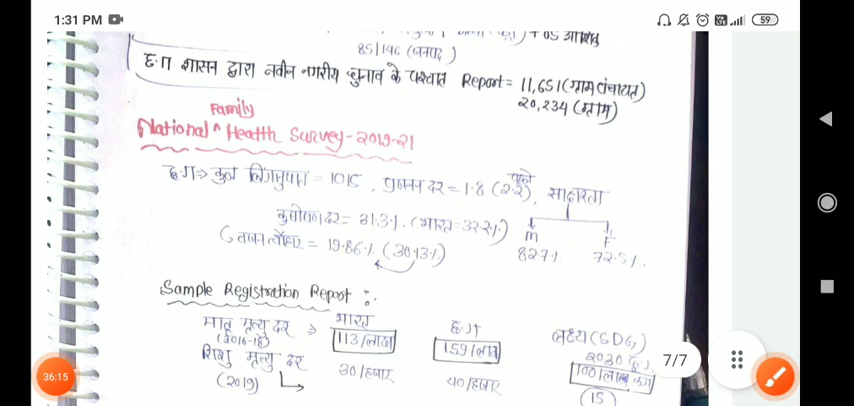 1:31 PM
59
85/146 (जनपद)
+ 05 आ
छ.ग शासन द्वारा नवीन नगरीय चुनाव के पश्चात Report = 11,651 (ग्राम पंचायत)
20,234 (ग्राम)
Family
National ^ Health Survey - 2019-21
छ.ग ⇒ कुल लिंगानुपात = 1015, प्रजनन दर = 1.8 (2.2), साक्षरता
पहले
कुपोषण दर = 31.3%. (भारत = 32.2%)
M F
= 19.86%. (30.13%)
82.7%. 72.5%.
Sample Registration Report :-
भारत छ.ग लक्ष्य (SDG)
मातृ मृत्यु दर ⇒ 113/लाख 159/लाख 2030
(2016-18) 100/लाख कम
7/7
शिशु मृत्यु दर 30/हजार 40/हजार
(2019) 15
36:15